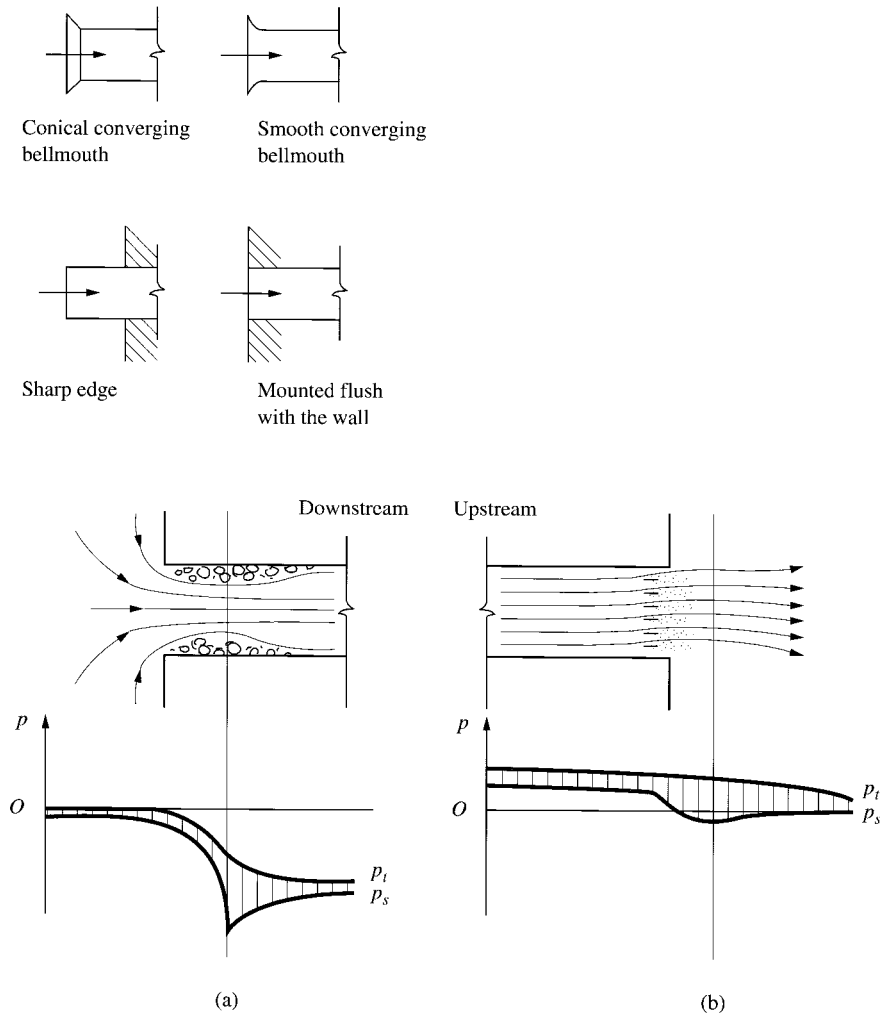 Conical converging
bellmouth
Smooth converging
bellmouth
Sharp edge
Mounted flush
with the wall
Downstream
Upstream
p
O
p_t
p_s
(a)
p
O
p_t
p_s
(b)